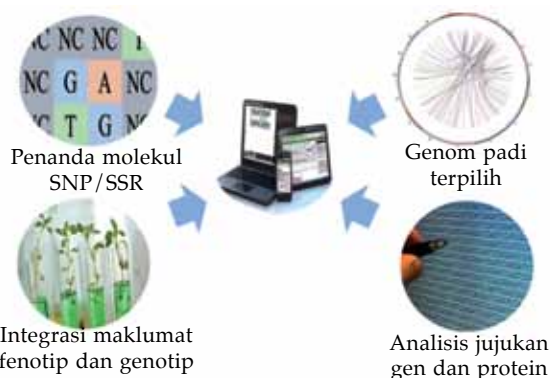 NC NC NC
NC G A NC
NC T G NC
Penanda molekul
SNP/SSR
Genom padi
terpilih
Integrasi maklumat
fenotip dan genotip
Analisis jujukan
gen dan protein